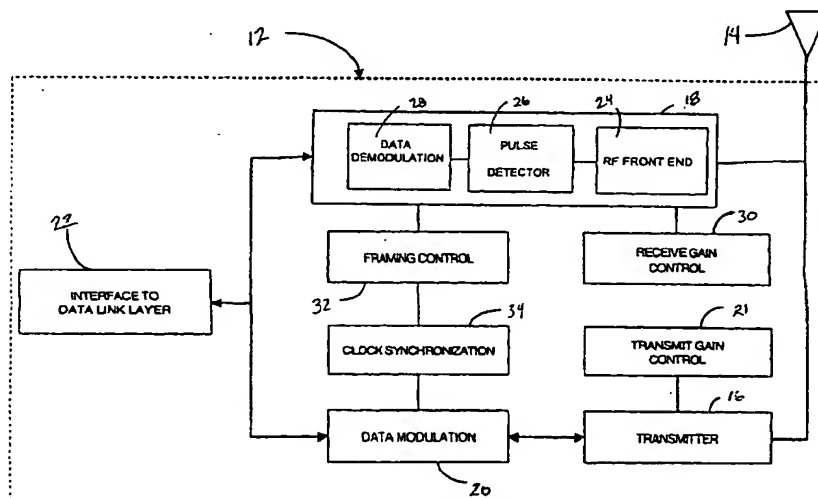 12
14
18
28
26
24
DATA
DEMODULATION
PULSE
DETECTOR
RF FRONT END
30
FRAMING CONTROL
RECEIVE GAIN
CONTROL
INTERFACE TO
DATA LINK LAYER
32
34
21
CLOCK SYNCHRONIZATION
TRANSMIT GAIN
CONTROL
16
DATA MODULATION
TRANSMITTER
20